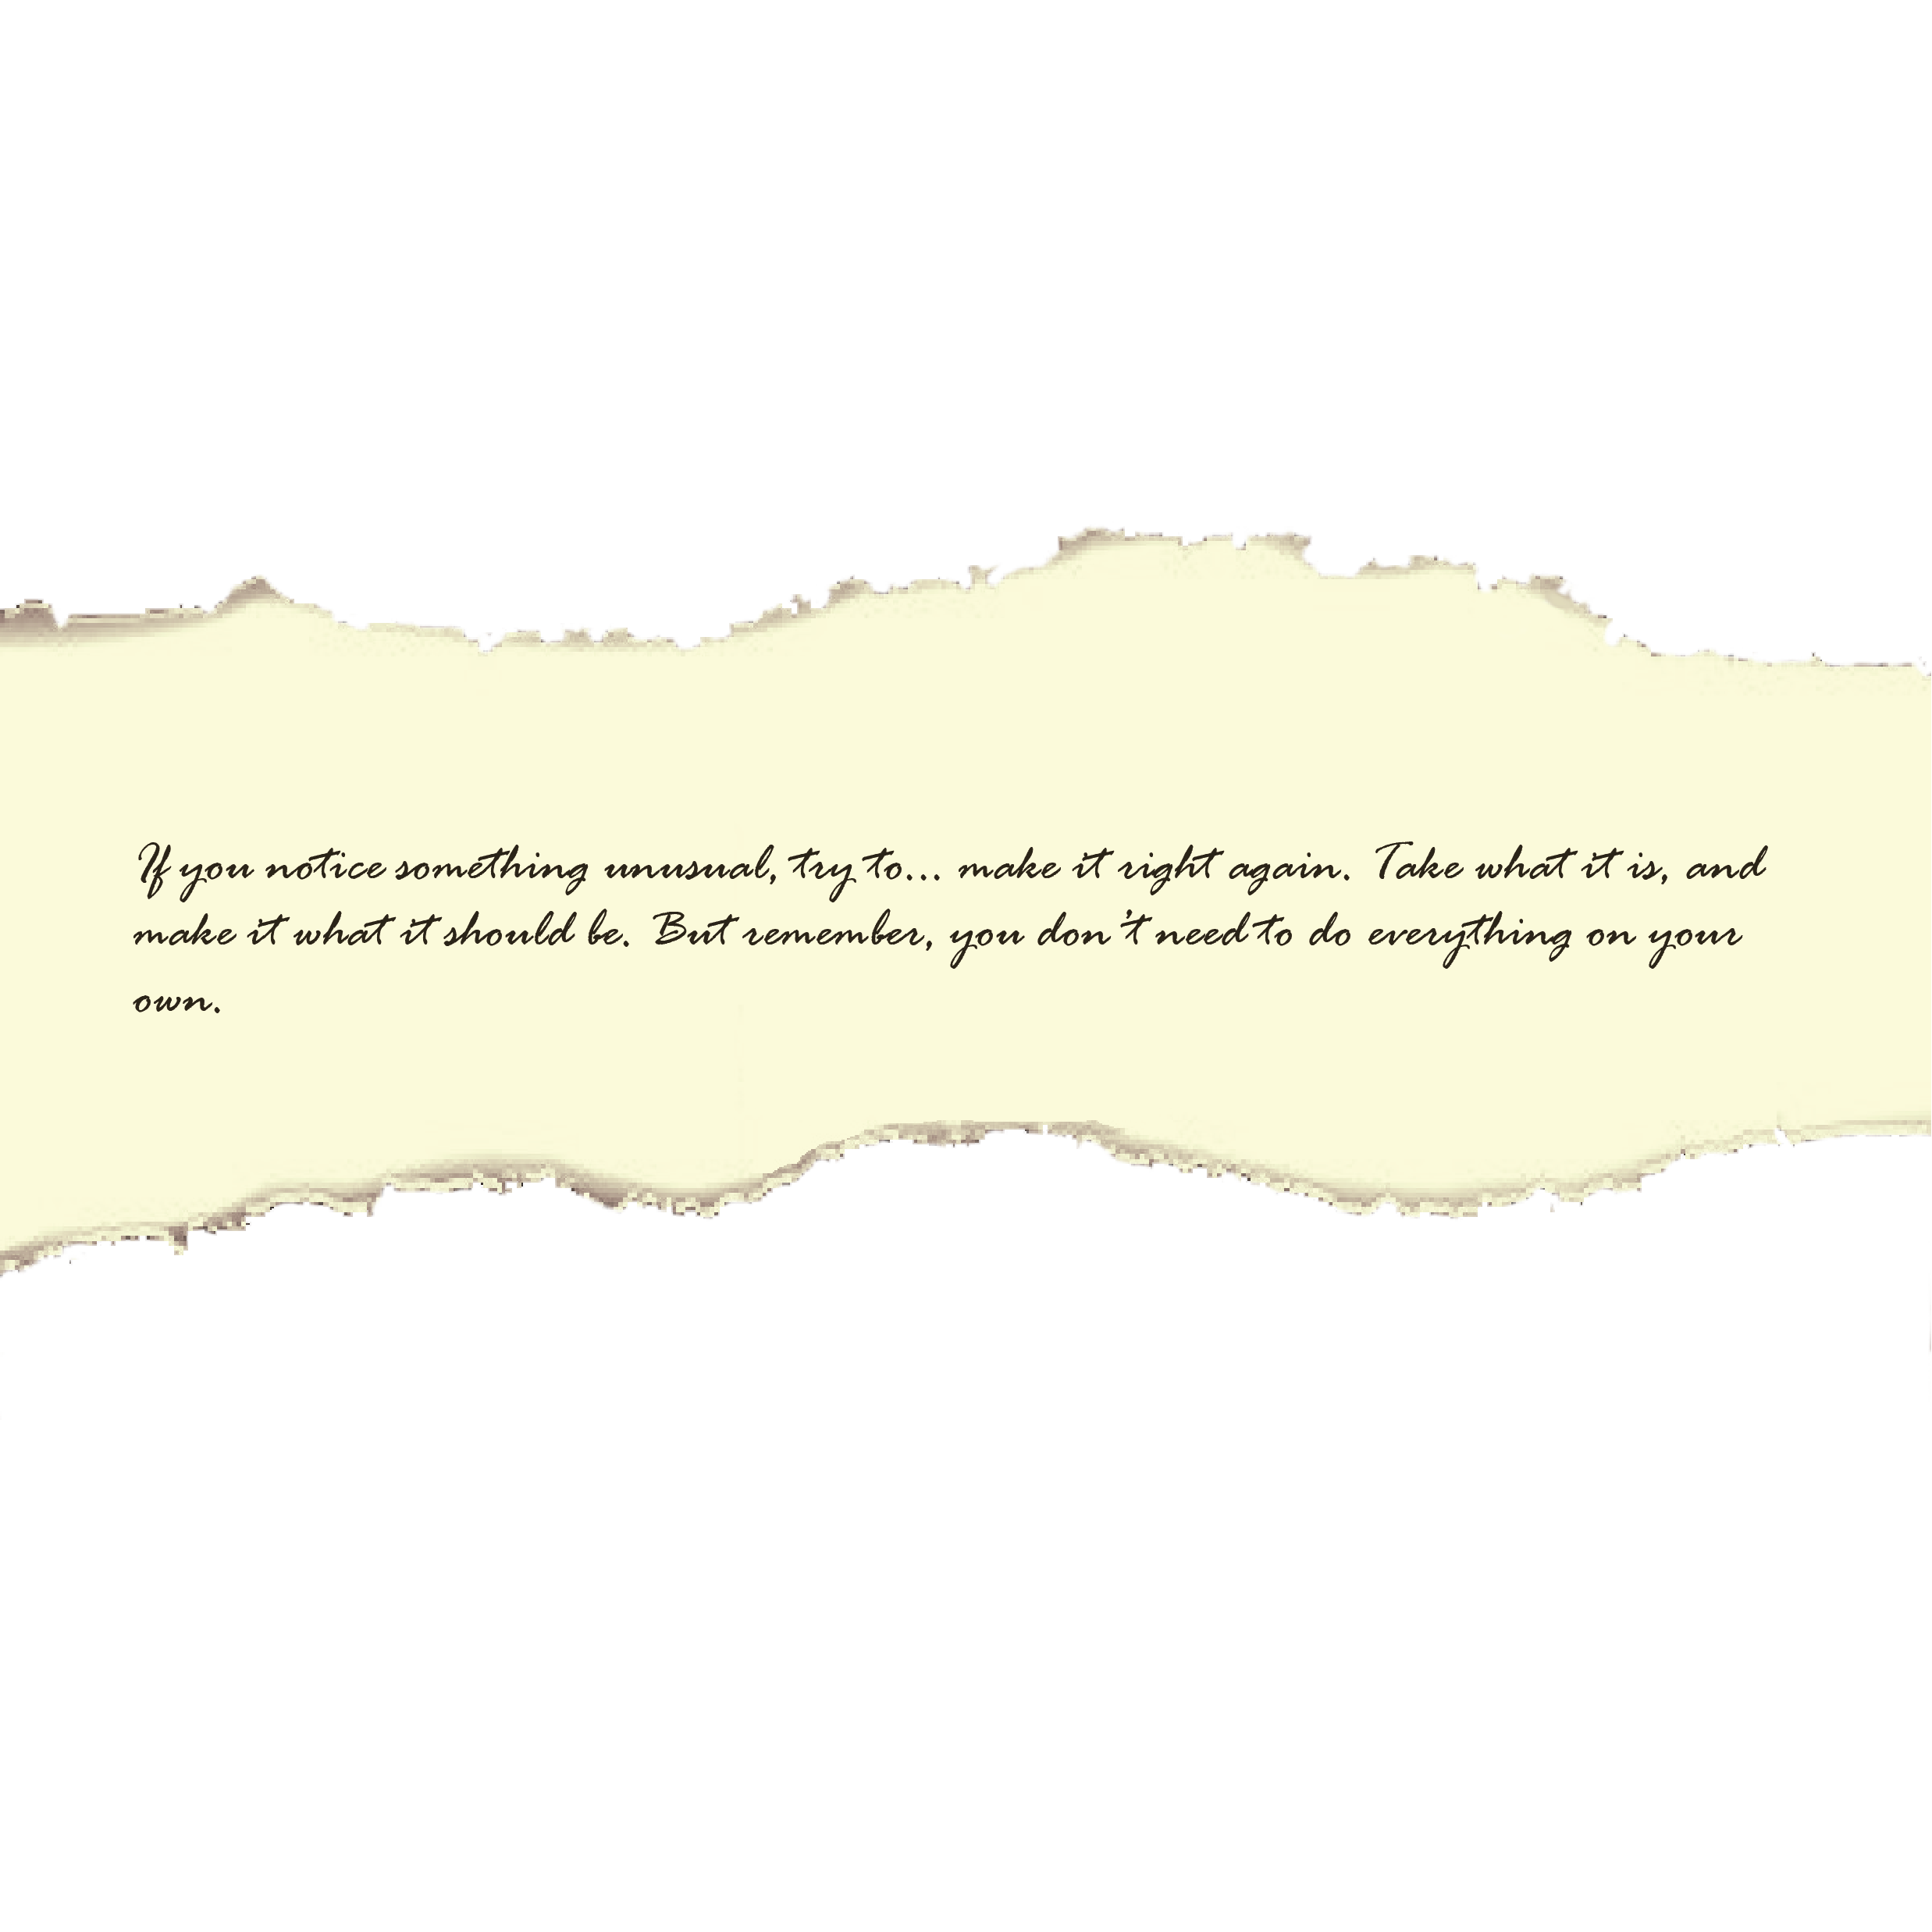 If you notice something unusual, try to... make it right again. Take what it is, and
make it what it should be. But remember, you don't need to do everything on your
own.